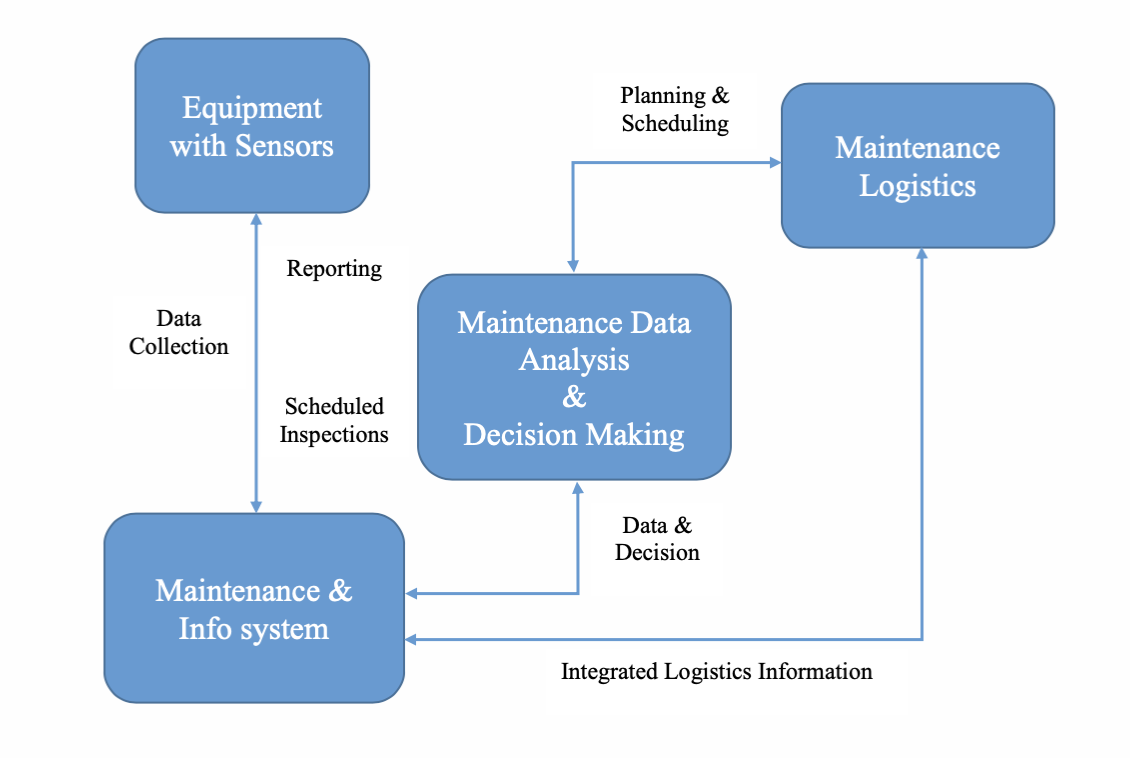 Equipment
with Sensors
Planning &
Scheduling
Maintenance
Logistics
Reporting
Data
Collection
Scheduled
Inspections
Maintenance Data
Analysis
&
Decision Making
Data &
Decision
Maintenance &
Info system
Integrated Logistics Information